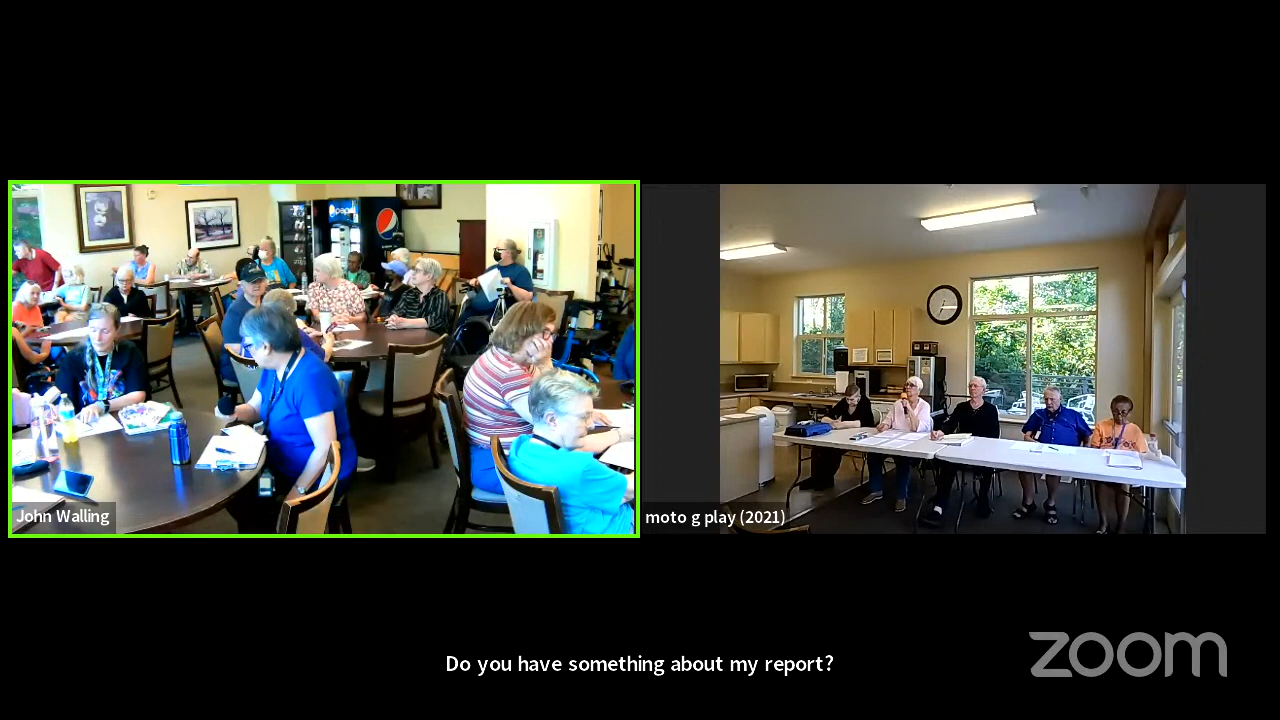 pepsi
John Walling
moto g play (2021)
Do you have something about my report?
zoom